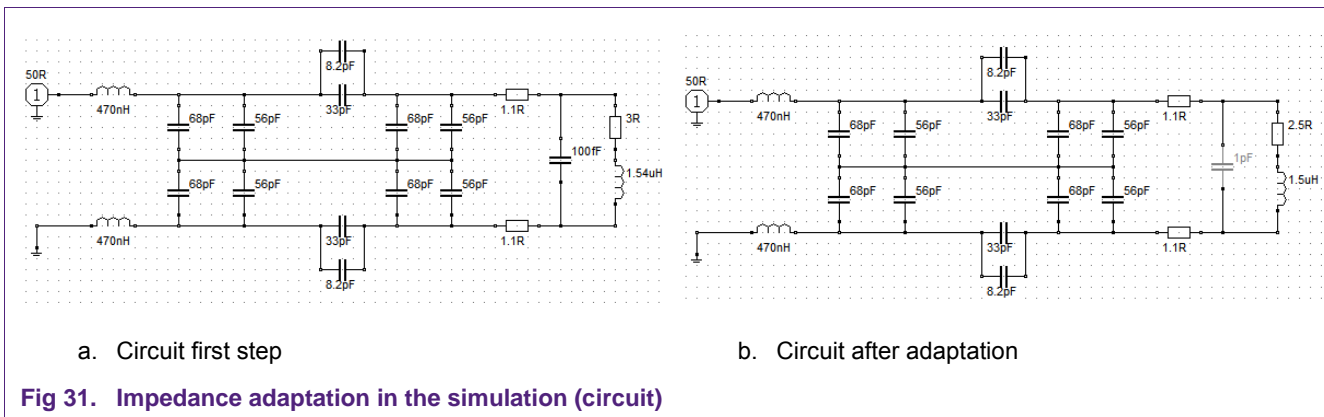 8.2pF
50R
1
470nH
33pF
1.1R
68pF
56pF
68pF
56pF
3R
100fF
1.54uH
68pF
56pF
68pF
56pF
470nH
33pF
1.1R
8.2pF
8.2pF
50R
1
470nH
33pF
1.1R
68pF
56pF
68pF
56pF
2.5R
1pF
1.5uH
68pF
56pF
68pF
56pF
470nH
33pF
1.1R
8.2pF
a. Circuit first step
b. Circuit after adaptation
Fig 31. Impedance adaptation in the simulation (circuit)